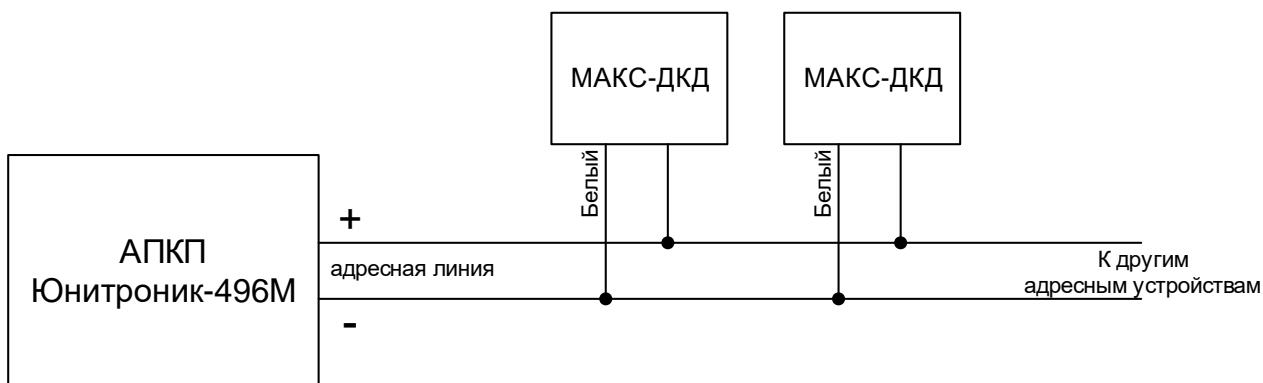 МАКС-ДКД
МАКС-ДКД
Белый
Белый
+
АПКП
Юнитроник-496М
адресная линия
-
К другим
адресным устройствам